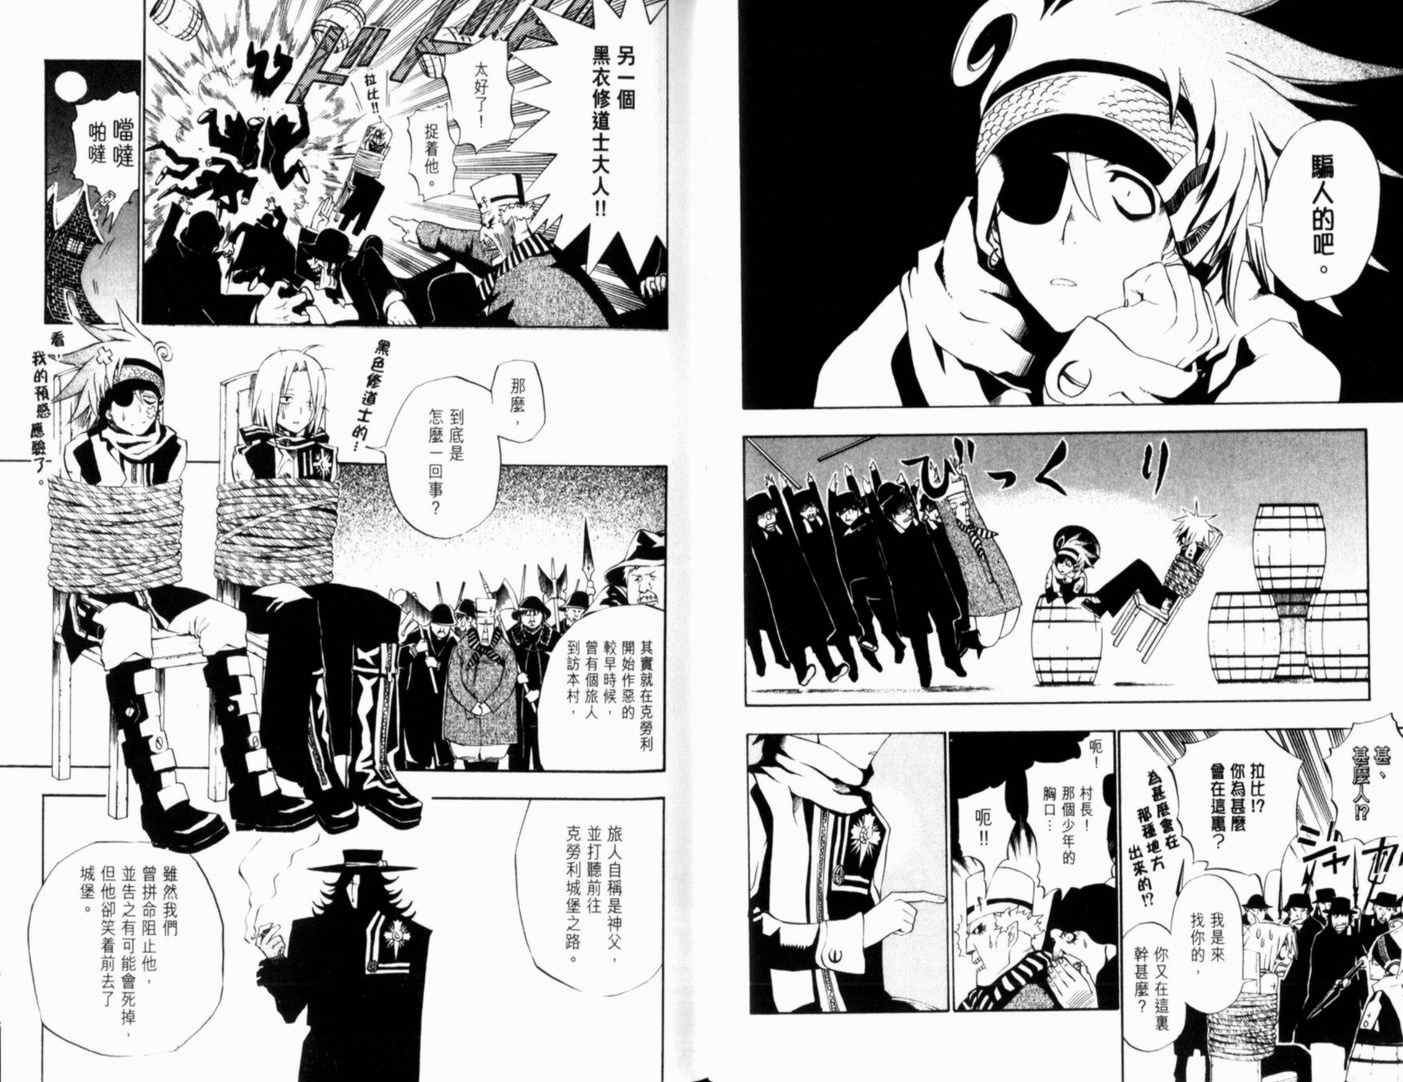 騙人的吧。
びっくり
甚、
甚麼人!?
拉比!?
你為甚麼
會在這裏?
為甚麼會在
那種地方
出來的!?
ジャカ
我是來
找你的,
你又在這裏
幹甚麼?
呃!
村長!
那個少年的
胸口…
呃!!
另一個
黑衣修道士大人!!
太好了!
捉着他。
拉比!!
噹噠
啪噠
那麼,
到底是
怎麼一回事?
黑色修道士的…
看,
我的預感應驗了。
其實就在克勞利
開始作惡的
較早時候,
曾有個旅人
到訪本村,
旅人自稱是神父,
並打聽前往
克勞利城堡之路。
雖然我們
曾拼命阻止他,
並告之有可能會死掉,
但他卻笑着前去了
城堡。